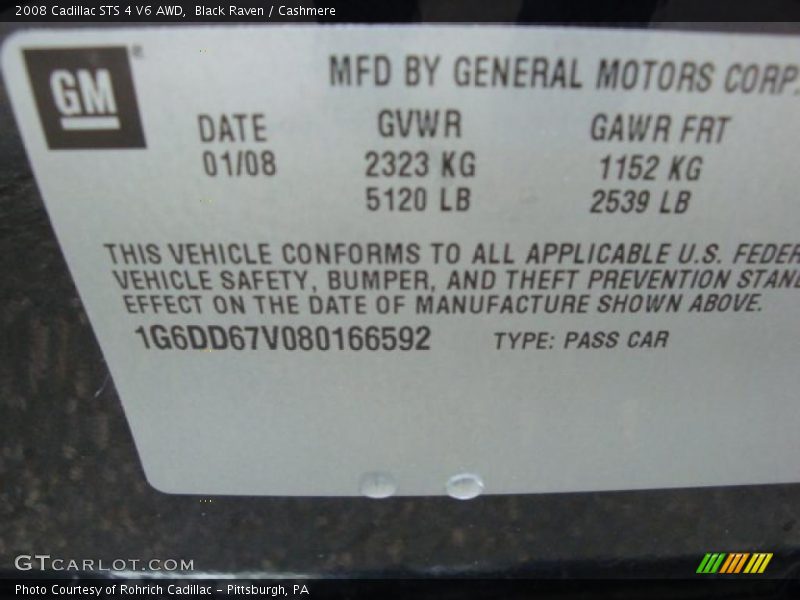 2008 Cadillac STS 4 V6 AWD, Black Raven / Cashmere
GM ®
MFD BY GENERAL MOTORS CORP.
DATE GVWR GAWR FRT
01/08 2323 KG 1152 KG
5120 LB 2539 LB
THIS VEHICLE CONFORMS TO ALL APPLICABLE U.S. FEDER
VEHICLE SAFETY, BUMPER, AND THEFT PREVENTION STAND
EFFECT ON THE DATE OF MANUFACTURE SHOWN ABOVE.
1G6DD67V080166592 TYPE: PASS CAR
GTCARLOT.COM
Photo Courtesy of Rohrich Cadillac - Pittsburgh, PA